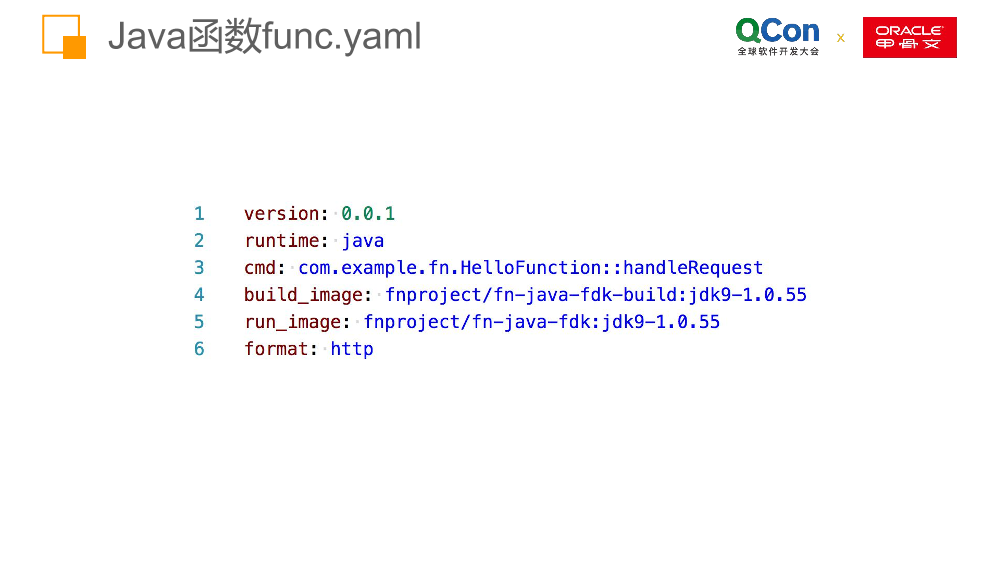 Java函数func.yaml
QCon
全球软件开发大会
x
ORACLE
甲骨文
1 version: 0.0.1
2 runtime: java
3 cmd: com.example.fn.HelloFunction::handleRequest
4 build_image: fnproject/fn-java-fdk-build:jdk9-1.0.55
5 run_image: fnproject/fn-java-fdk:jdk9-1.0.55
6 format: http